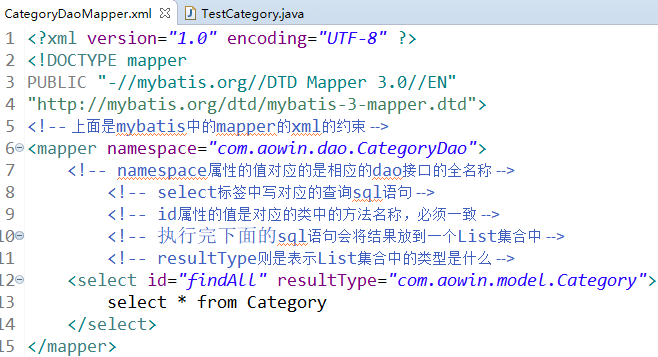 CategoryDaoMapper.xml TestCategory.java
1 <?xml version="1.0" encoding="UTF-8" ?>
2 <!DOCTYPE mapper
3 PUBLIC "-//mybatis.org//DTD Mapper 3.0//EN"
4 "http://mybatis.org/dtd/mybatis-3-mapper.dtd">
5 <!-- 上面是mybatis中的mapper的xml的约束 -->
6 <mapper namespace="com.aowin.dao.CategoryDao">
7 <!-- namespace属性的值对应的是相应的dao接口的全名称 -->
8 <!-- select标签中写对应的查询sql语句 -->
9 <!-- id属性的值是对应的类中的方法名称，必须一致 -->
10 <!-- 执行完下面的sql语句会将结果放到一个List集合中 -->
11 <!-- resultType则是表示List集合中的类型是什么 -->
12 <select id="findAll" resultType="com.aowin.model.Category">
13 select * from Category
14 </select>
15 </mapper>